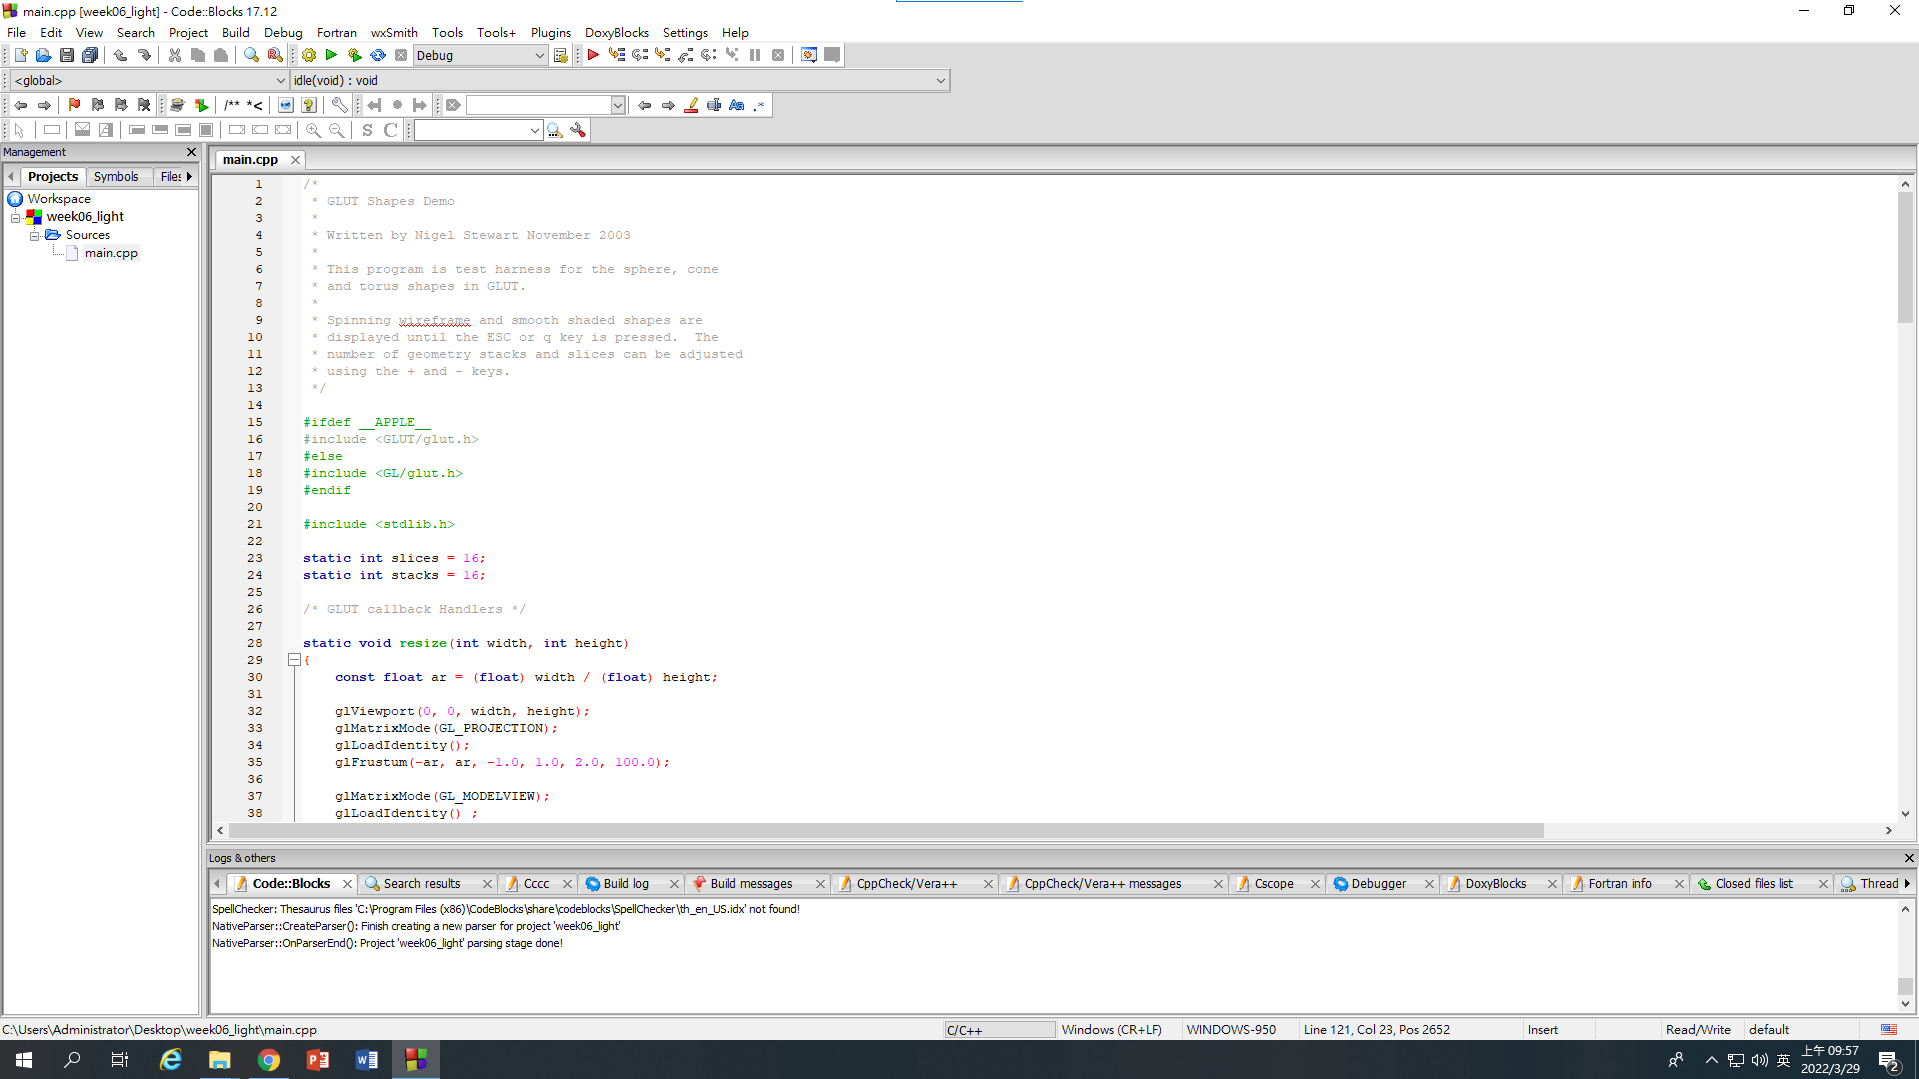 main.cpp [week06_light] - Code::Blocks 17.12
File Edit View Search Project Build Debug Fortran wxSmith Tools Tools+ Plugins DoxyBlocks Settings Help
Debug
<global> idle(void) : void
/** *<
Aa .*
S C
Management
main.cpp
Projects Symbols Files
Workspace
week06_light
Sources
main.cpp
1 /*
2 * GLUT Shapes Demo
3 *
4 * Written by Nigel Stewart November 2003
5 *
6 * This program is test harness for the sphere, cone
7 * and torus shapes in GLUT.
8 *
9 * Spinning wireframe and smooth shaded shapes are
10 * displayed until the ESC or q key is pressed.  The
11 * number of geometry stacks and slices can be adjusted
12 * using the + and - keys.
13 */
14
15 #ifdef __APPLE__
16 #include <GLUT/glut.h>
17 #else
18 #include <GL/glut.h>
19 #endif
20
21 #include <stdlib.h>
22
23 static int slices = 16;
24 static int stacks = 16;
25
26 /* GLUT callback Handlers */
27
28 static void resize(int width, int height)
29 {
30 const float ar = (float) width / (float) height;
31
32 glViewport(0, 0, width, height);
33 glMatrixMode(GL_PROJECTION);
34 glLoadIdentity();
35 glFrustum(-ar, ar, -1.0, 1.0, 2.0, 100.0);
36
37 glMatrixMode(GL_MODELVIEW);
38 glLoadIdentity() ;
Logs & others
Code::Blocks Search results Cccc Build log Build messages CppCheck/Vera++ CppCheck/Vera++ messages Cscope Debugger DoxyBlocks Fortran info Closed files list Thread
SpellChecker: Thesaurus files 'C:\Program Files (x86)\CodeBlocks\share\codeblocks\SpellChecker\th_en_US.idx' not found!
NativeParser::CreateParser(): Finish creating a new parser for project 'week06_light'
NativeParser::OnParserEnd(): Project 'week06_light' parsing stage done!
C:\Users\Administrator\Desktop\week06_light\main.cpp C/C++ Windows (CR+LF) WINDOWS-950 Line 121, Col 23, Pos 2652 Insert Read/Write default
英 上午 09:57
2022/3/29
2